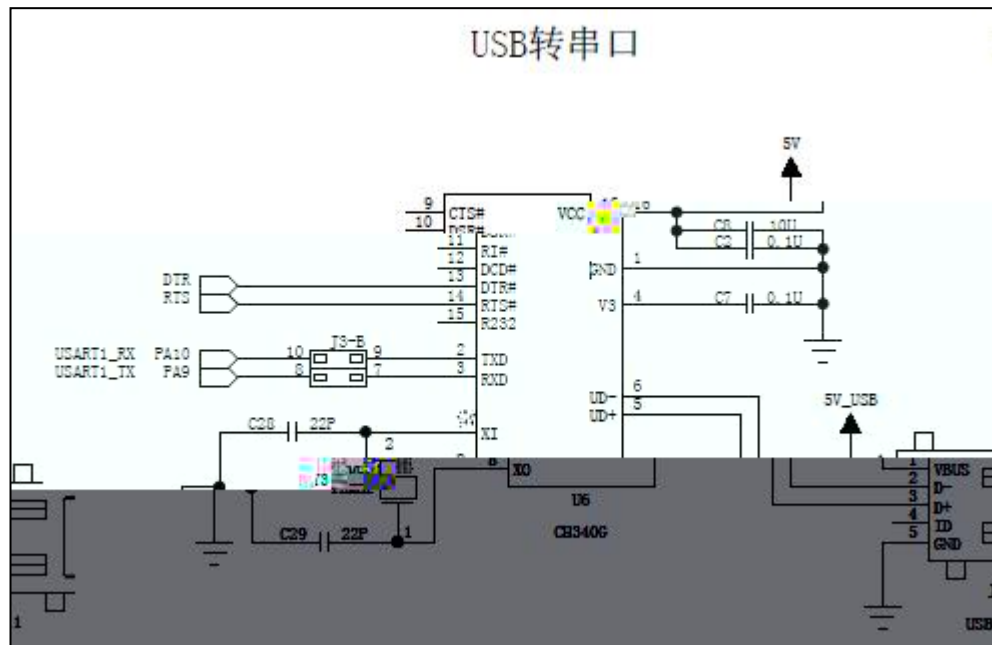 USB转串口
5V
9 CTS# VCC
10 DSR# C8 10U
11 RI# C2 0.1U
12 DCD# GND 1
DTR 13 DTR#
RTS 14 RTS# V3 4 C7 0.1U
15 R232
J3-B
USART1_RX PA10 10 9 2 TXD
USART1_TX PA9 8 7 3 RXD
UD- 6
UD+ 5
5V_USB
C28 22P XI
2
8 XO 1 VBUS
2 D-
U6 3 D+
4 ID
C29 22P 1 CH340G 5 GND
1 USB